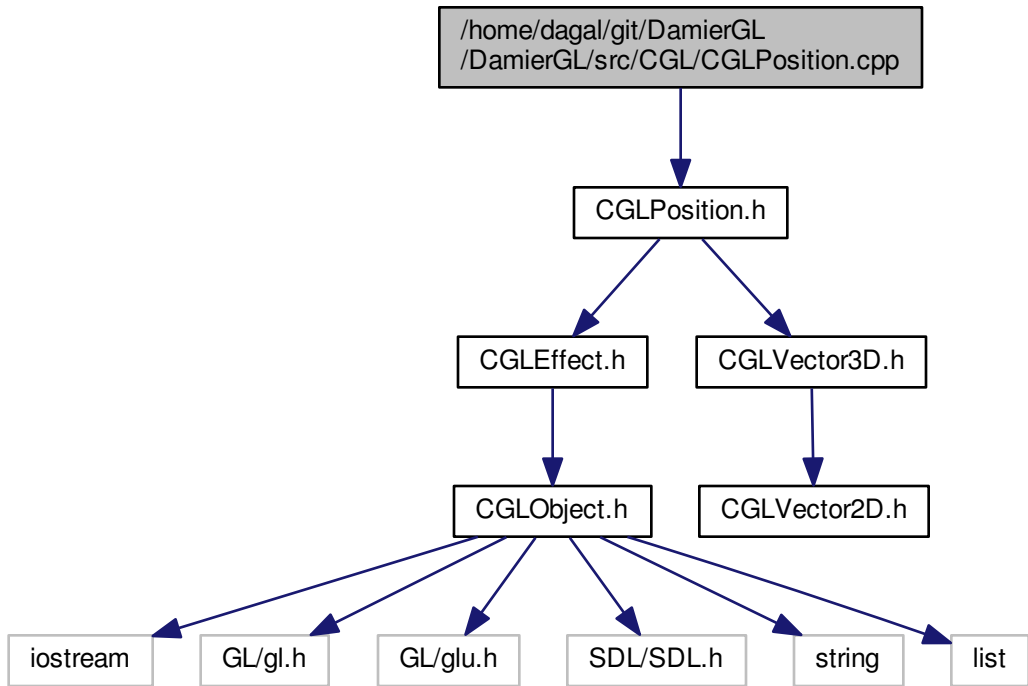 /home/dagal/git/DamierGL
/DamierGL/src/CGL/CGLPosition.cpp
CGLPosition.h
CGLEffect.h
CGLVector3D.h
CGLObject.h
CGLVector2D.h
iostream
GL/gl.h
GL/glu.h
SDL/SDL.h
string
list